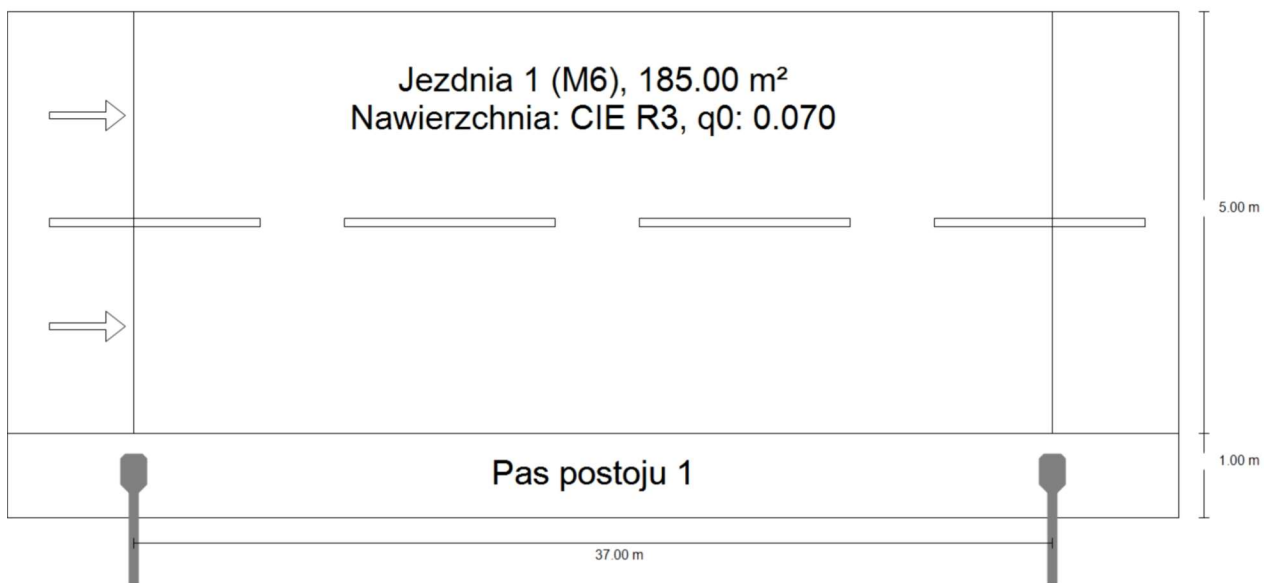 Jezdnia 1 (M6), 185.00 m²
Nawierzchnia: CIE R3, q0: 0.070
5.00 m
1.00 m
Pas postoju 1
37.00 m